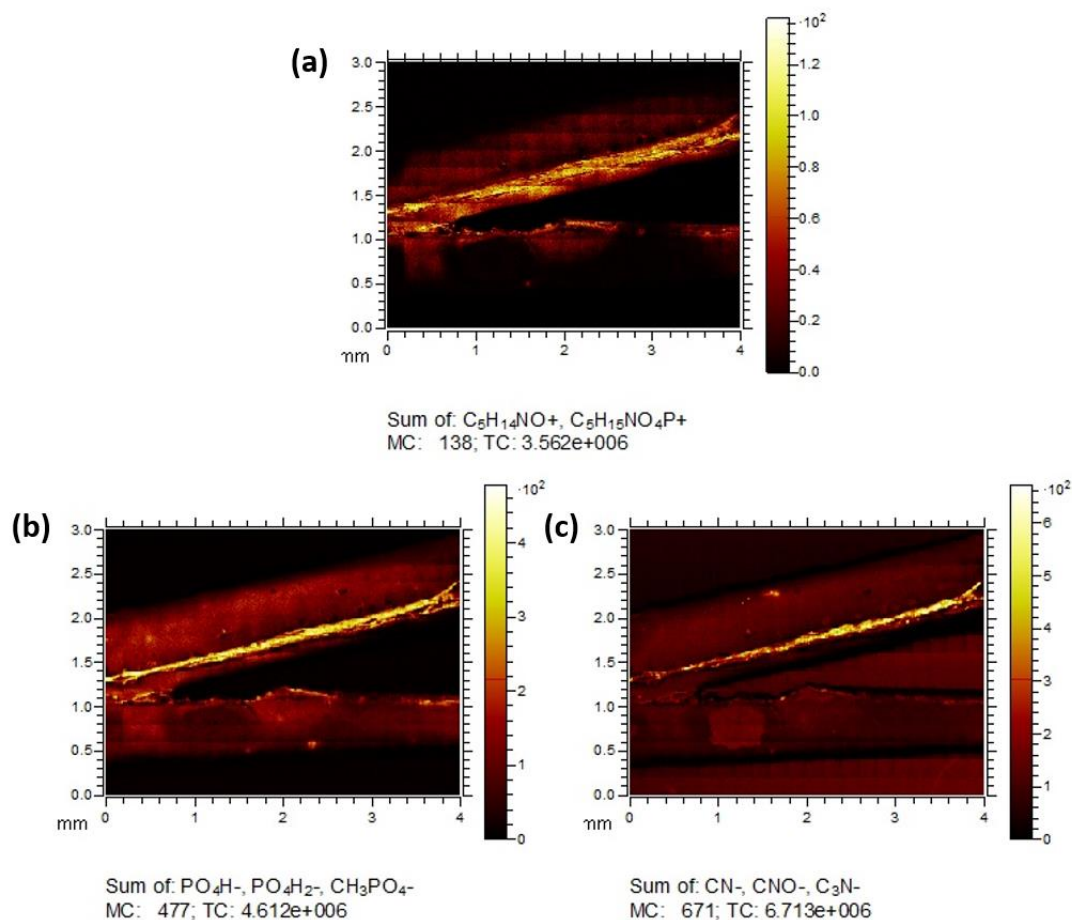 (a)
·10²
3.0
2.5
2.0
1.5
1.0
0.5
0.0
0 1 2 3 4
mm
1.2
1.0
0.8
0.6
0.4
0.2
0.0
Sum of: C₅H₁₄NO+, C₅H₁₅NO₄P+
MC: 138; TC: 3.562e+006
(b)
·10²
3.0
2.5
2.0
1.5
1.0
0.5
0.0
0 1 2 3 4
mm
4
3
2
1
0
Sum of: PO₄H-, PO₄H₂-, CH₃PO₄-
MC: 477; TC: 4.612e+006
(c)
·10²
3.0
2.5
2.0
1.5
1.0
0.5
0.0
0 1 2 3 4
mm
6
5
4
3
2
1
0
Sum of: CN-, CNO-, C₃N-
MC: 671; TC: 6.713e+006